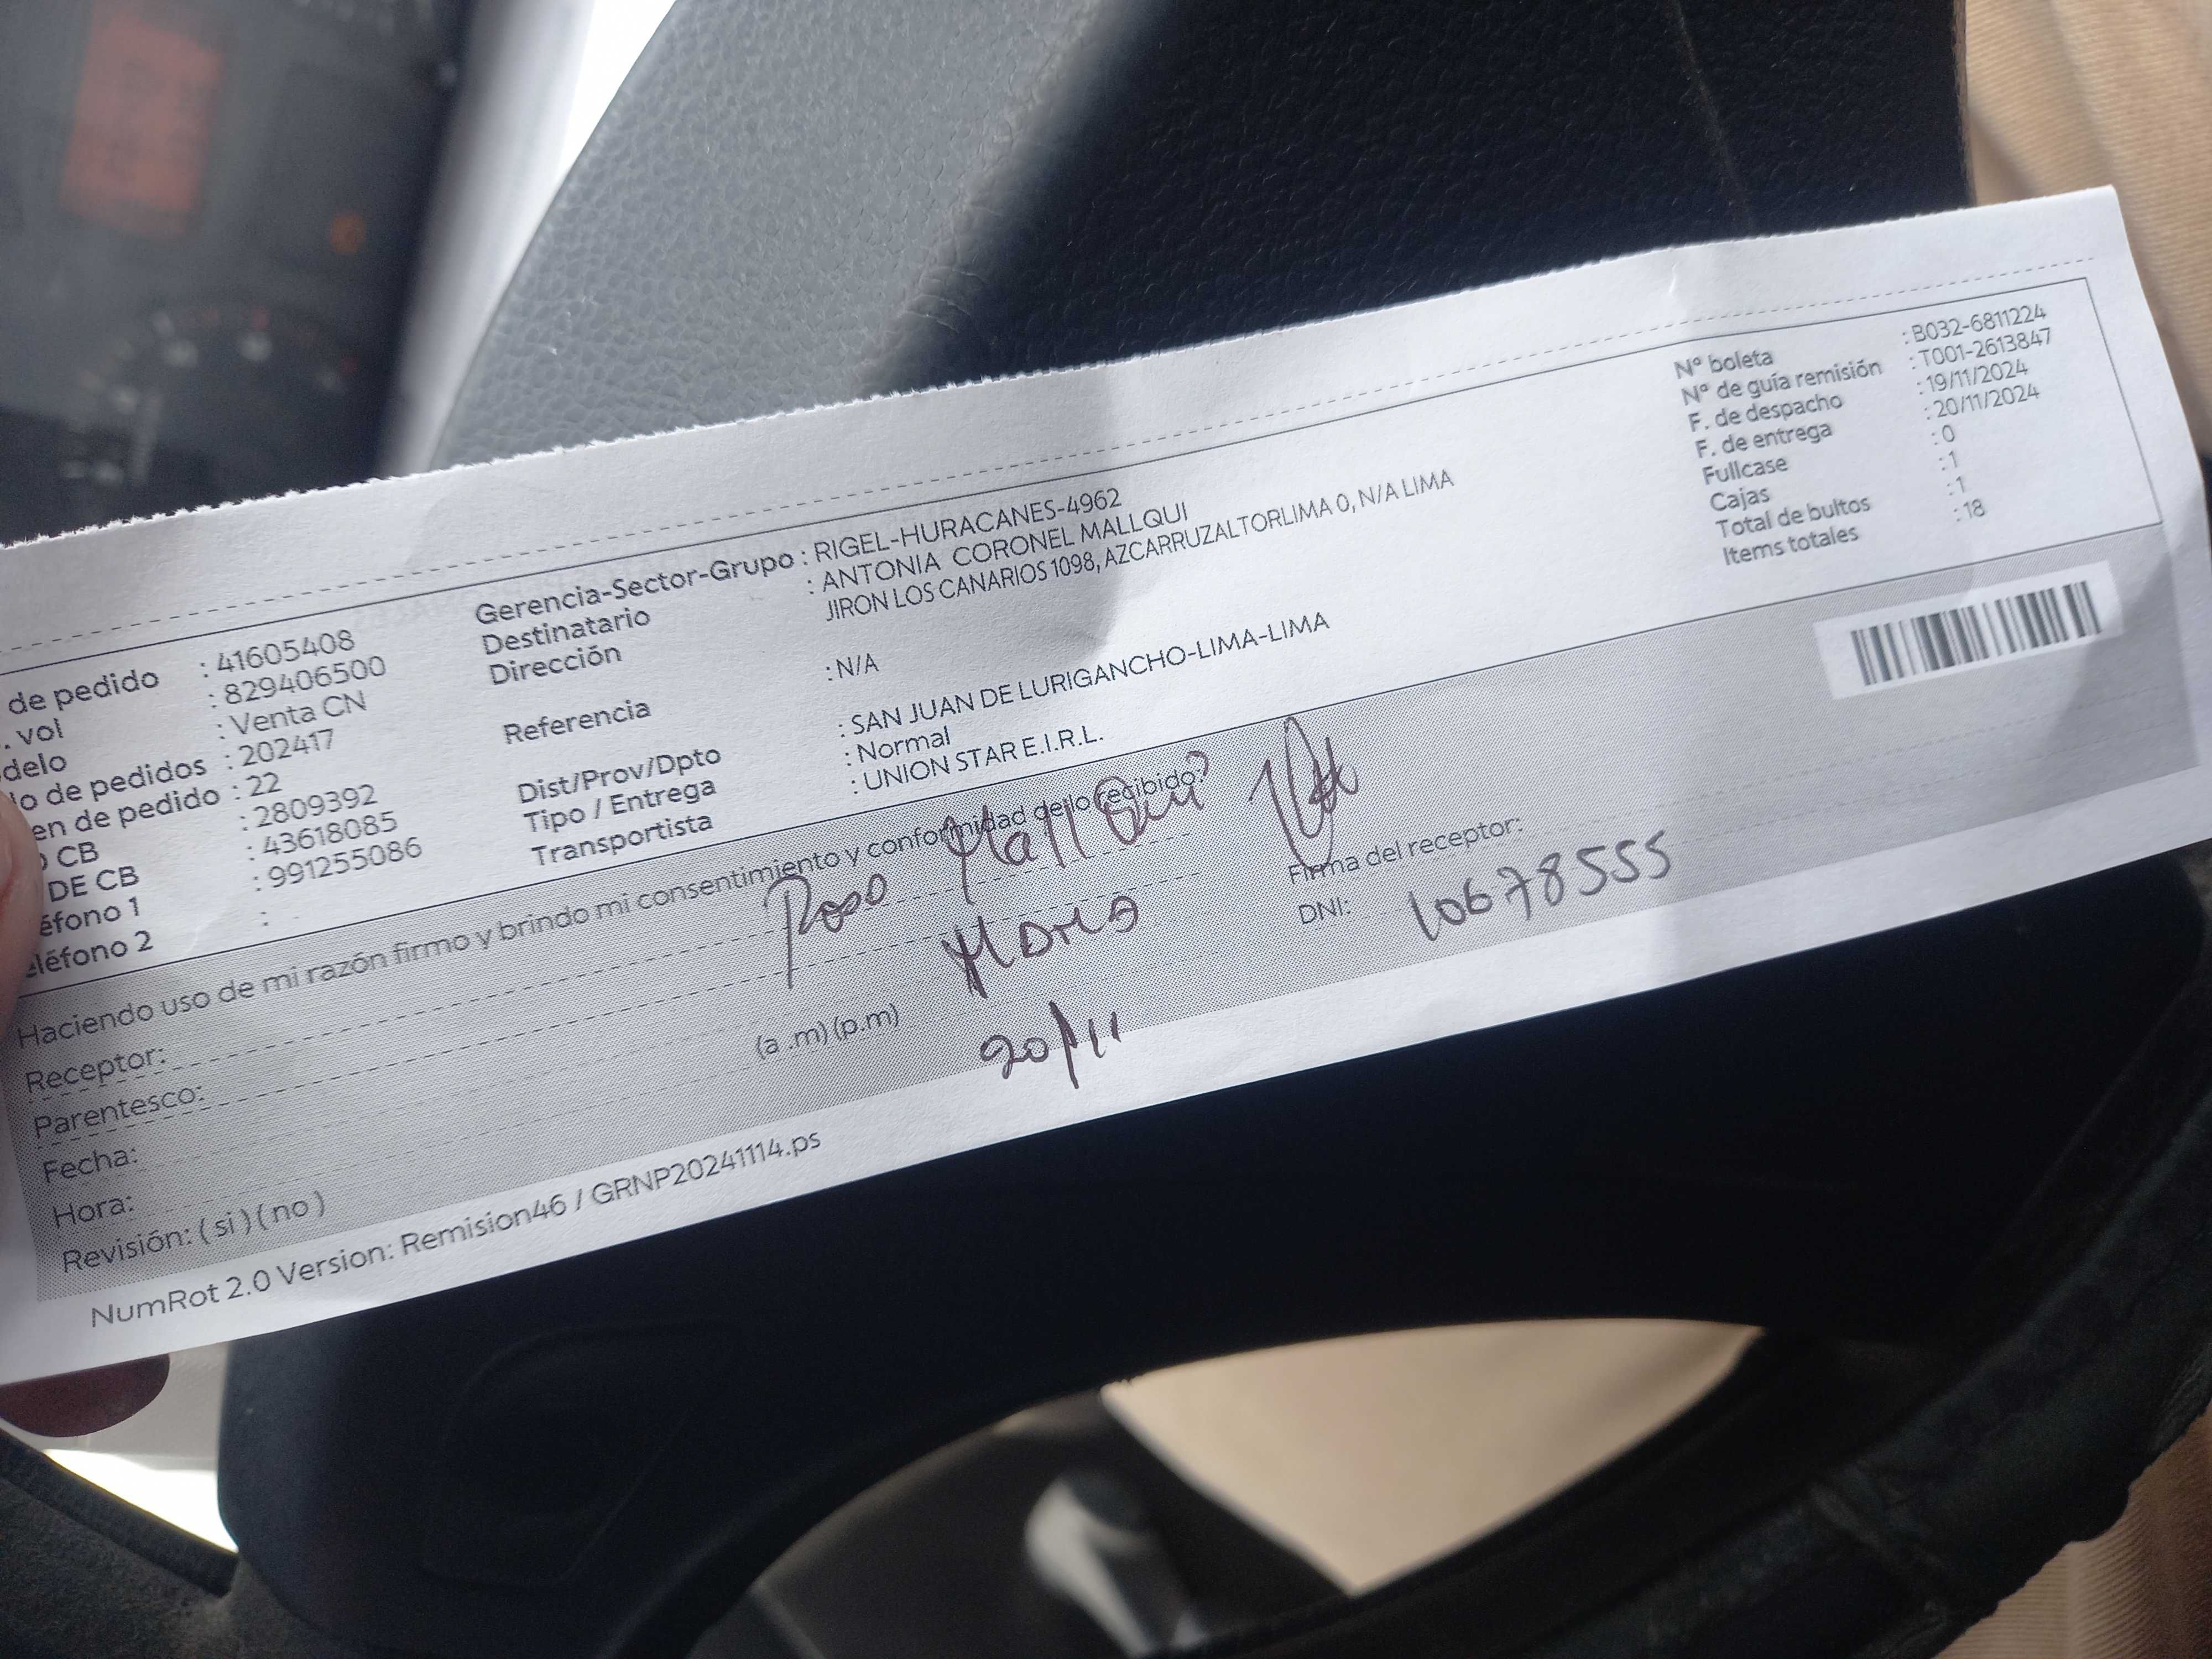 de pedido : 41605408
. vol : 829406500
delo : Venta CN
o de pedidos : 202417
en de pedido : 22
CB : 2809392
DE CB : 43618085
éfono 1 : 991255086
eléfono 2 :
Gerencia-Sector-Grupo : RIGEL-HURACANES-4962
Destinatario : ANTONIA CORONEL MALLQUI
Dirección JIRON LOS CANARIOS 1098, AZCARRUZALTORLIMA 0, N/A LIMA
Referencia : N/A
Dist/Prov/Dpto : SAN JUAN DE LURIGANCHO-LIMA-LIMA
Tipo / Entrega : Normal
Transportista : UNION STAR E.I.R.L.
Nº boleta : B032-6811224
Nº de guía remisión : T001-2613847
F. de despacho : 19/11/2024
F. de entrega : 20/11/2024
Fullcase : 0
Cajas : 1
Total de bultos : 1
Items totales : 18
Haciendo uso de mi razón firmo y brindo mi consentimiento y conformidad de lo recibido:
Receptor: Mallqui
Parentesco:
Fecha: 20/11
Hora: (a .m) (p.m)
Revisión: ( si ) ( no )
Firma del receptor:
DNI: 10678555
NumRot 2.0 Version: Remision46 / GRNP20241114.ps